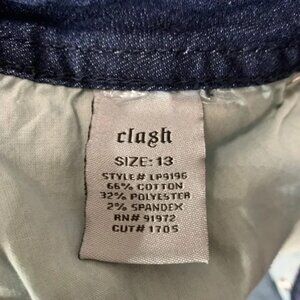 clash
SIZE: 13
STYLE# LP9196
66% COTTON
32% POLYESTER
2% SPANDEX
RN# 91972
CUT# 1705